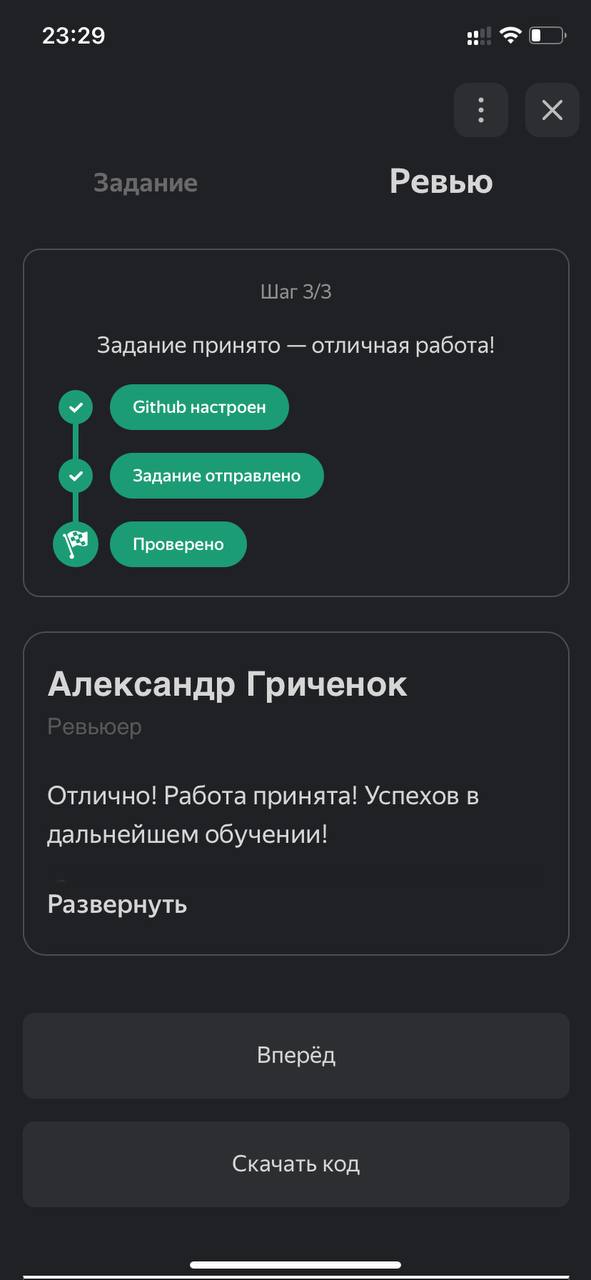 23:29
Задание
Ревью
Шаг 3/3
Задание принято — отличная работа!
Github настроен
Задание отправлено
Проверено
Александр Гриченок
Ревьюер
Отлично! Работа принята! Успехов в
дальнейшем обучении!
Развернуть
Вперёд
Скачать код